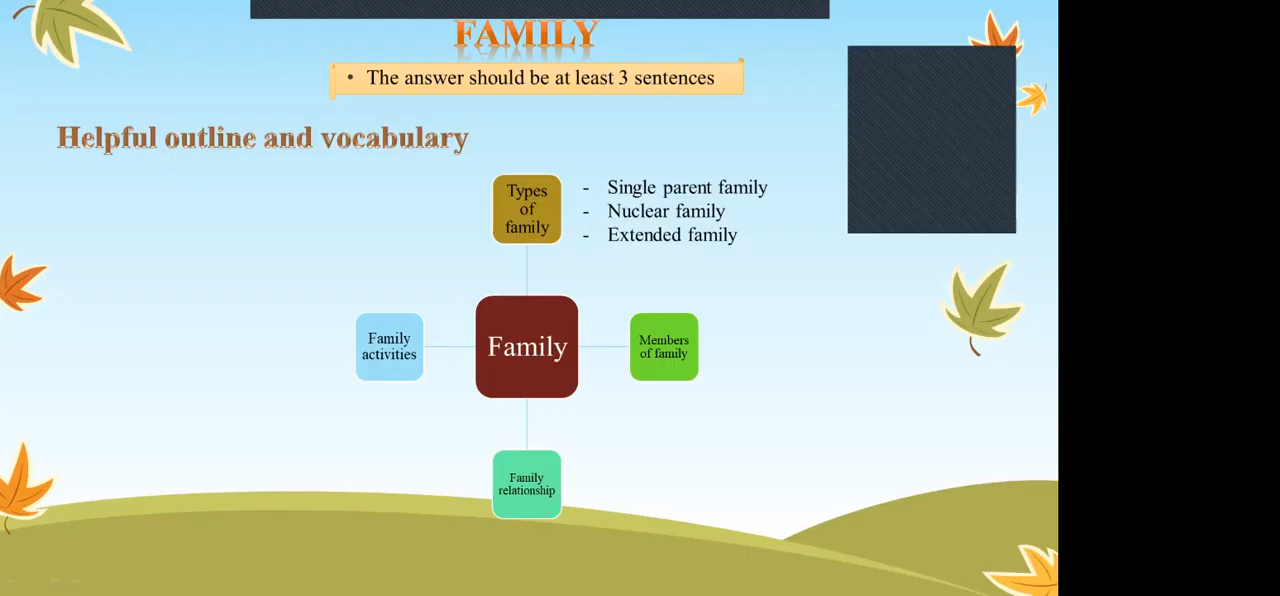 FAMILY
• The answer should be at least 3 sentences
Helpful outline and vocabulary
Types
of
family
- Single parent family
- Nuclear family
- Extended family
Family
activities
Family
Members
of family
Family
relationship